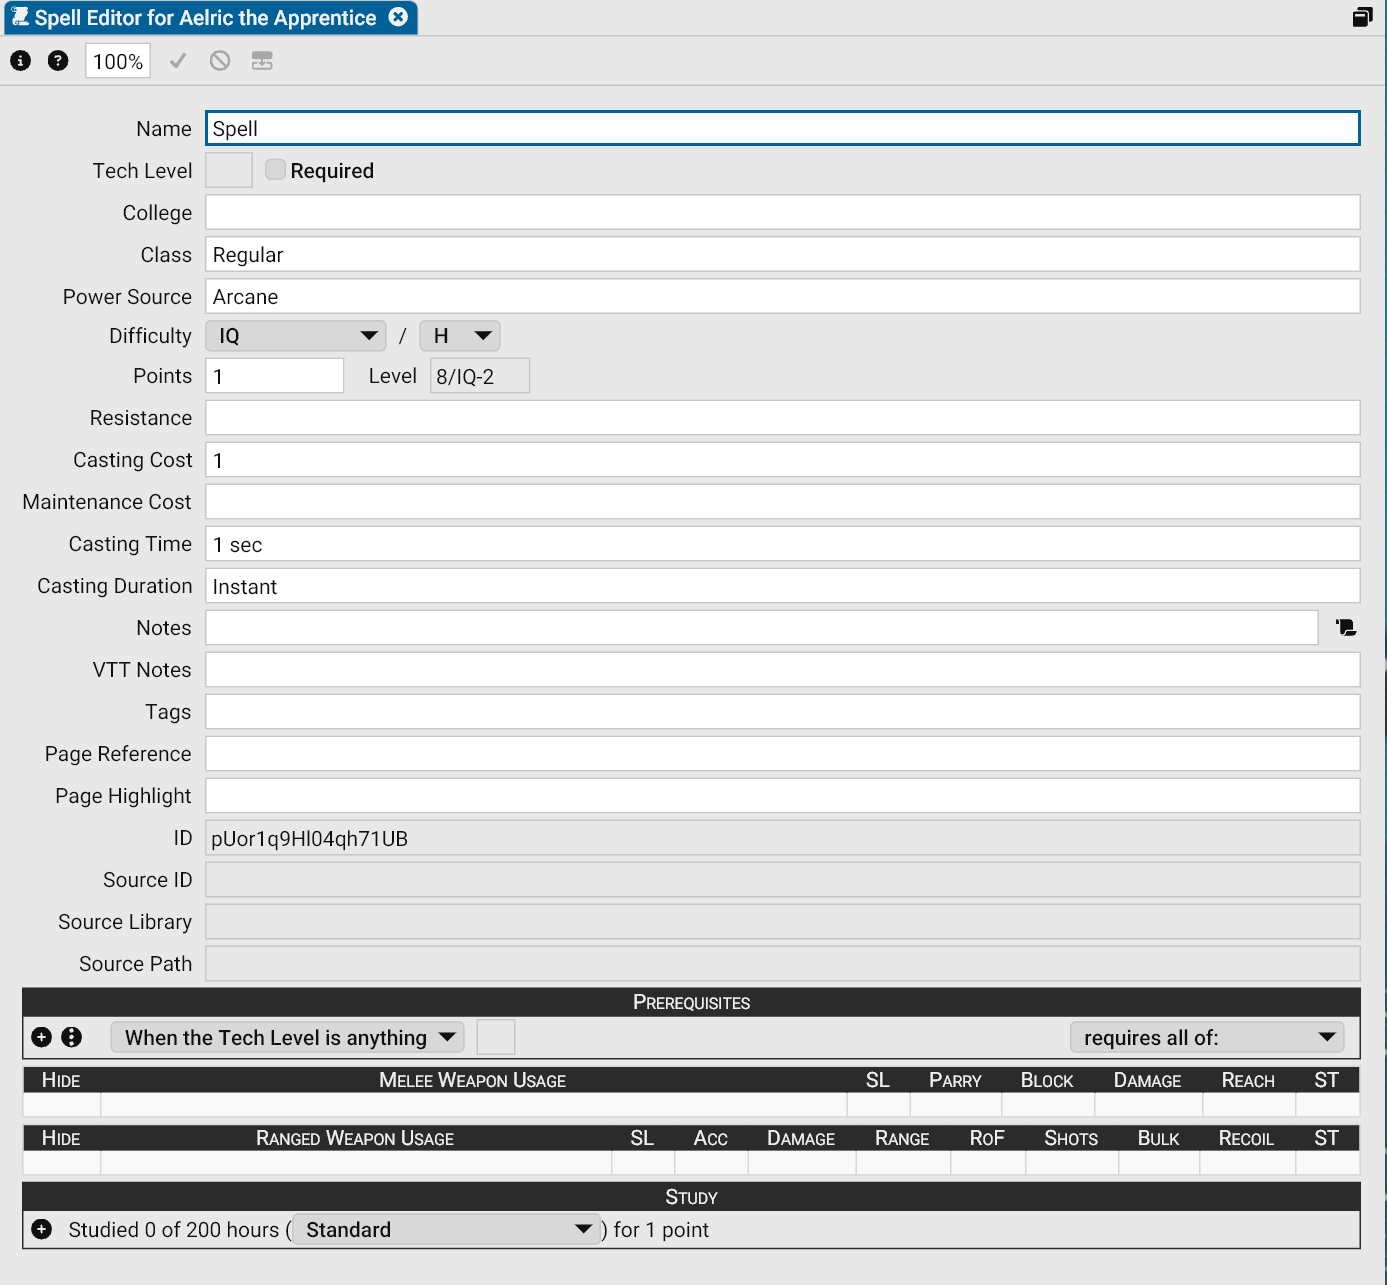 Spell Editor for Aelric the Apprentice
100%
Name Spell
Tech Level Required
College
Class Regular
Power Source Arcane
Difficulty IQ / H
Points 1 Level 8/IQ-2
Resistance
Casting Cost 1
Maintenance Cost
Casting Time 1 sec
Casting Duration Instant
Notes
VTT Notes
Tags
Page Reference
Page Highlight
ID pUor1q9Hl04qh71UB
Source ID
Source Library
Source Path
PREREQUISITES
When the Tech Level is anything requires all of:
HIDE MELEE WEAPON USAGE SL PARRY BLOCK DAMAGE REACH ST
HIDE RANGED WEAPON USAGE SL ACC DAMAGE RANGE ROF SHOTS BULK RECOIL ST
STUDY
Studied 0 of 200 hours ( Standard ) for 1 point